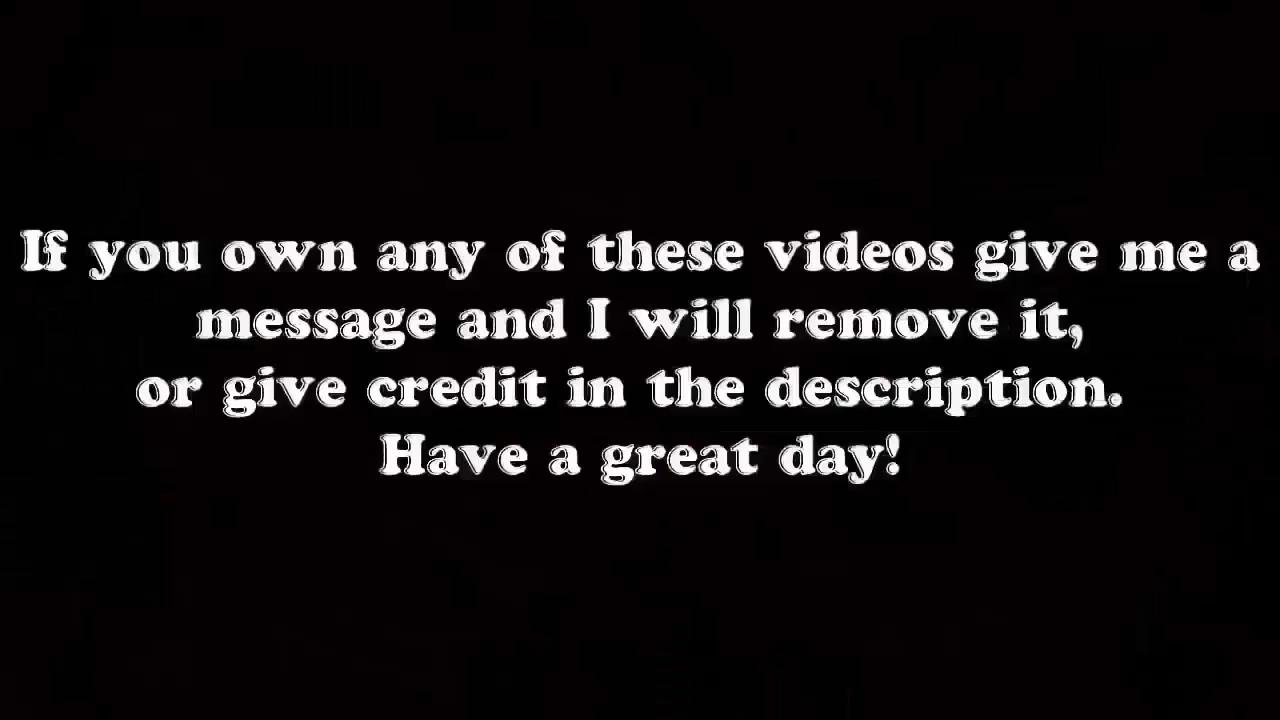 If you own any of these videos give me a
message and I will remove it,
or give credit in the description.
Have a great day!